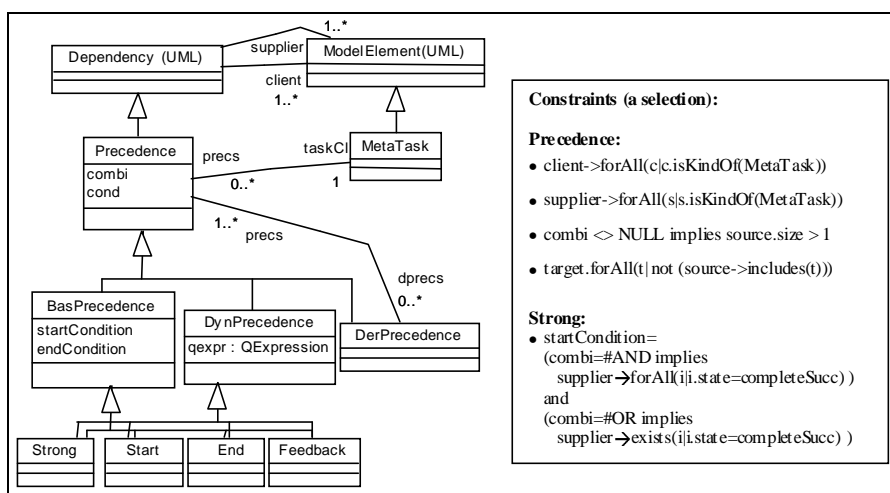 1..*
Dependency (UML)
supplier
ModelElement(UML)
client
1..*
Precedence
combi
cond
precs
0..*
taskCl
1
MetaTask
1..*
precs
dprecs
0..*
BasPrecedence
startCondition
endCondition
DynPrecedence
qexpr : QExpression
DerPrecedence
Strong
Start
End
Feedback
Constraints (a selection):
Precedence:
• client->forAll(c|c.isKindOf(MetaTask))
• supplier->forAll(s|s.isKindOf(MetaTask))
• combi <> NULL implies source.size > 1
• target.forAll(t| not (source->includes(t)))
Strong:
• startCondition=
(combi=#AND implies
supplier→forAll(i|i.state=completeSucc) )
and
(combi=#OR implies
supplier→exists(i|i.state=completeSucc) )